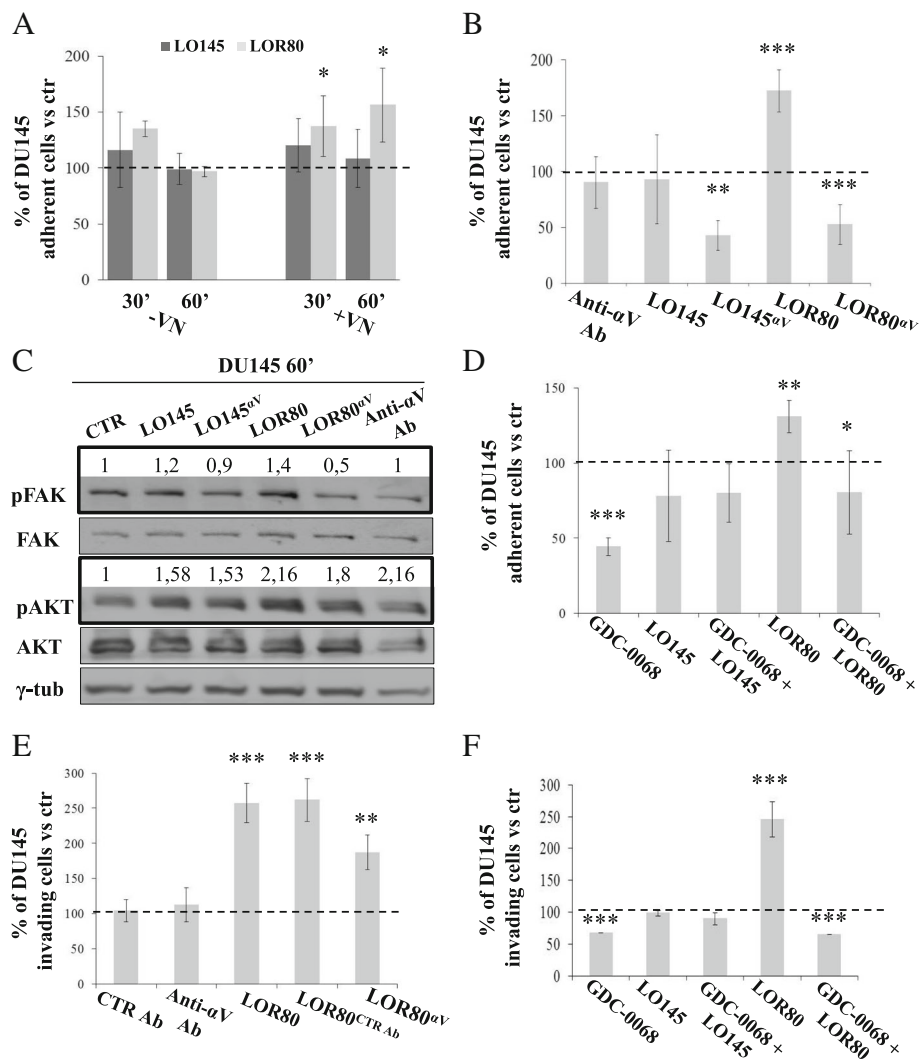 A
LO145 LOR80
% of DU145
adherent cells vs ctr
200
150
100
50
0
*
*
30’ 60’ 30’ 60’
-VN +VN
B
% of DU145
adherent cells vs ctr
200
150
100
50
0
**
***
***
Anti-αV Ab
LO145
LO145αV
LOR80
LOR80αV
C
DU145 60’
CTR LO145 LO145αV LOR80 LOR80αV Anti-αV Ab
1 1,2 0,9 1,4 0,5 1
pFAK
FAK
1 1,58 1,53 2,16 1,8 2,16
pAKT
AKT
γ-tub
D
% of DU145
adherent cells vs ctr
150
100
50
0
***
**
*
GDC-0068
LO145
GDC-0068 +
LO145
LOR80
GDC-0068 +
LOR80
E
% of DU145
invading cells vs ctr
300
250
200
150
100
50
0
***
***
**
CTR Ab
Anti-αV
Ab
LOR80
LOR80CTR Ab
LOR80αV
F
% of DU145
invading cells vs ctr
300
250
200
150
100
50
0
***
***
***
GDC-0068
LO145
GDC-0068 +
LO145
LOR80
GDC-0068 +
LOR80